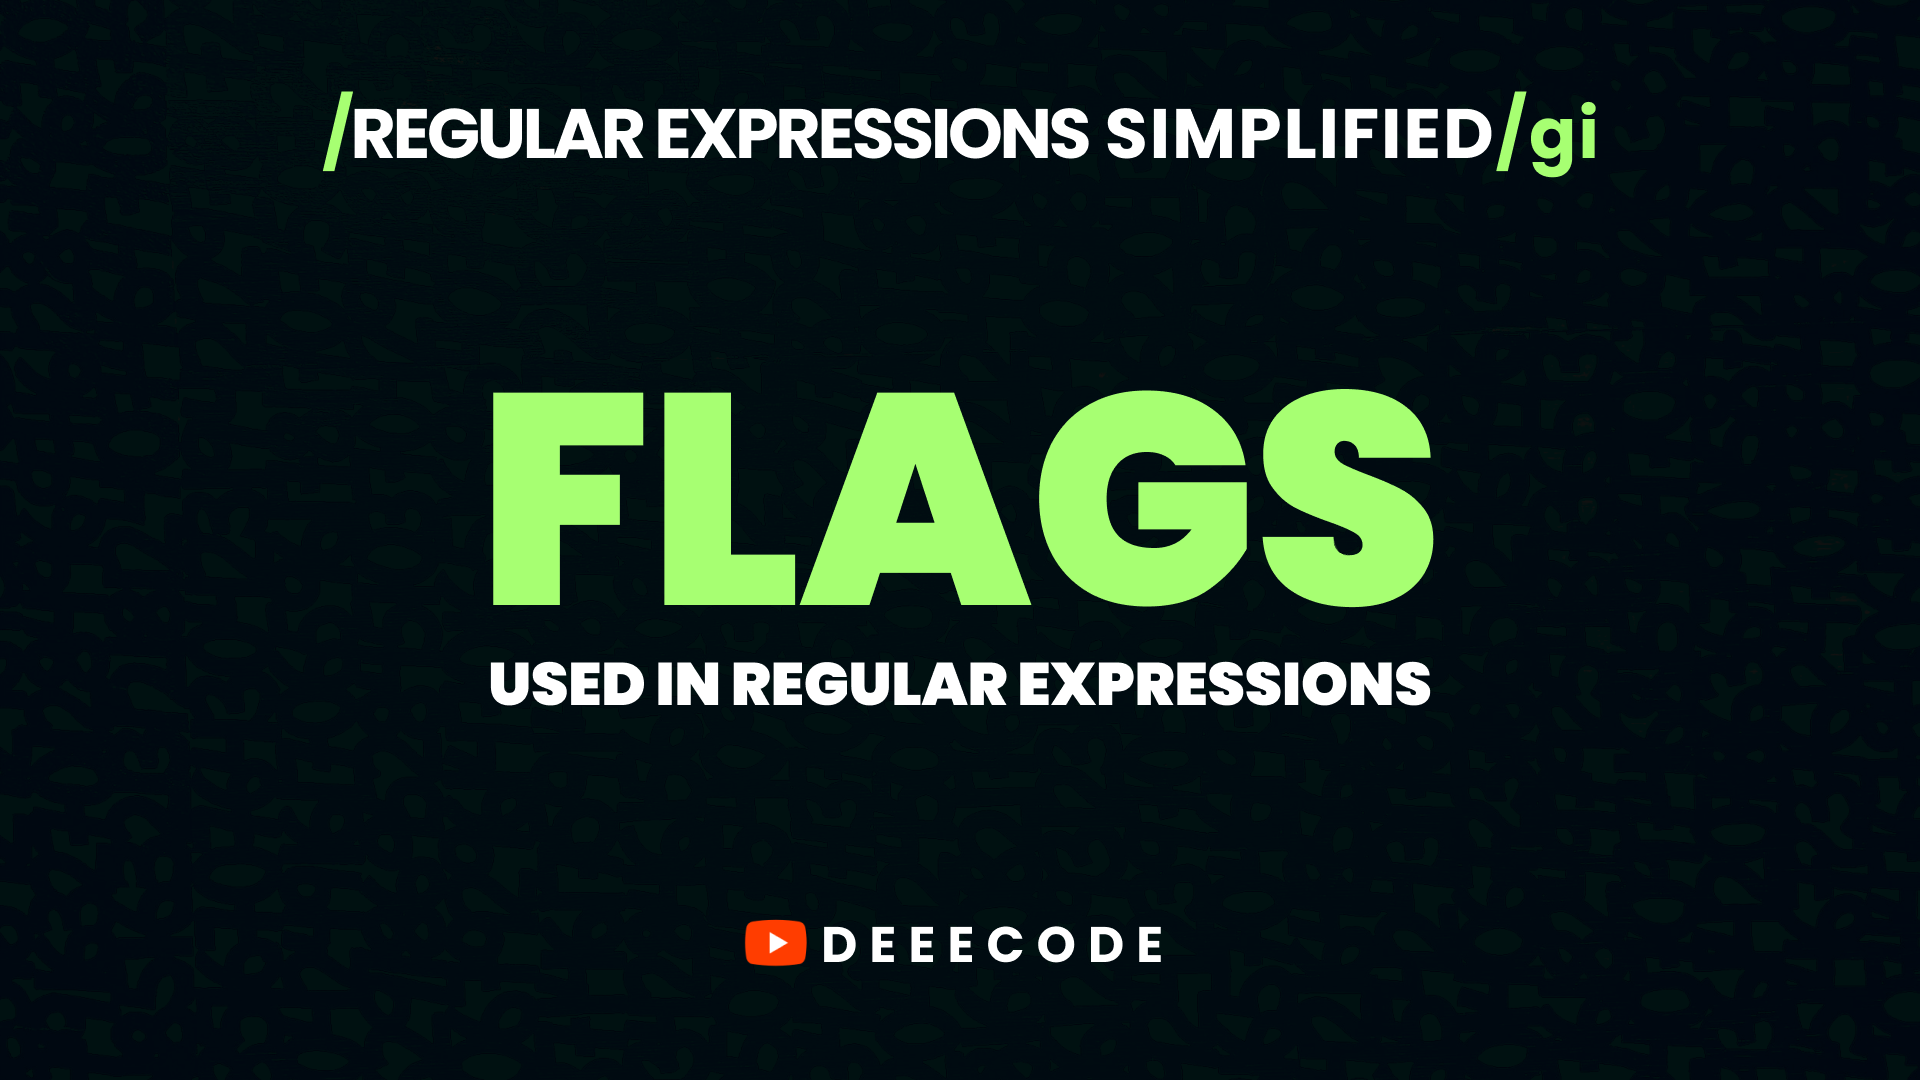 /REGULAR EXPRESSIONS SIMPLIFIED/gi
FLAGS
USED IN REGULAR EXPRESSIONS
DEEECODE